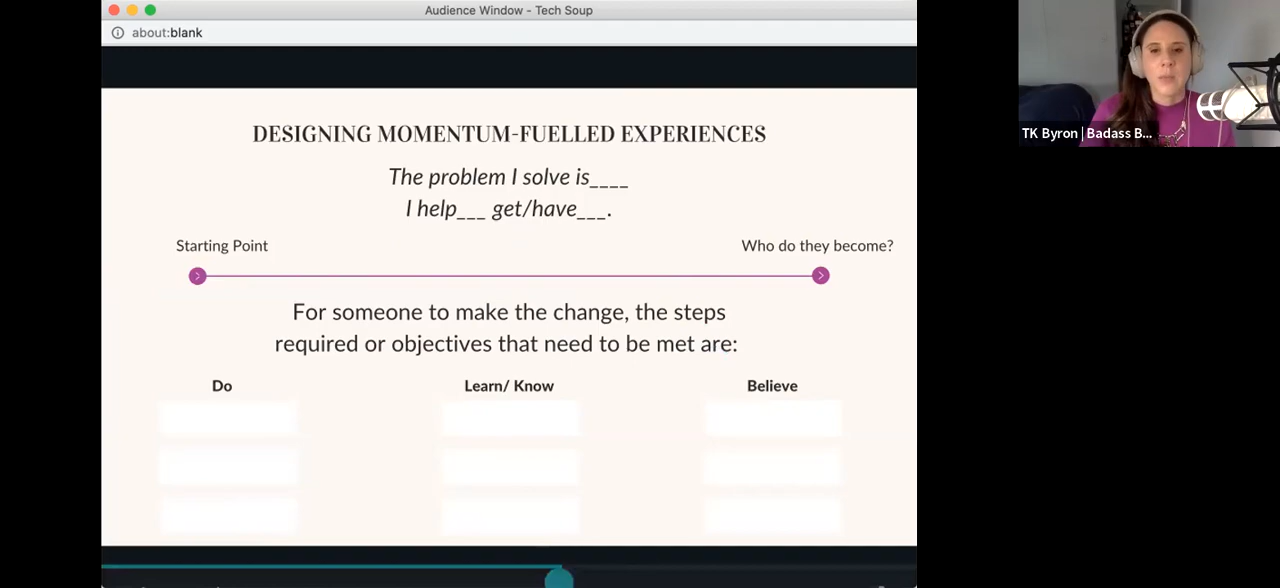 Audience Window - Tech Soup
about:blank
TK Byron | Badass B...
DESIGNING MOMENTUM-FUELLED EXPERIENCES
The problem I solve is____
I help___ get/have___.
Starting Point
Who do they become?
For someone to make the change, the steps
required or objectives that need to be met are:
Do
Learn/ Know
Believe